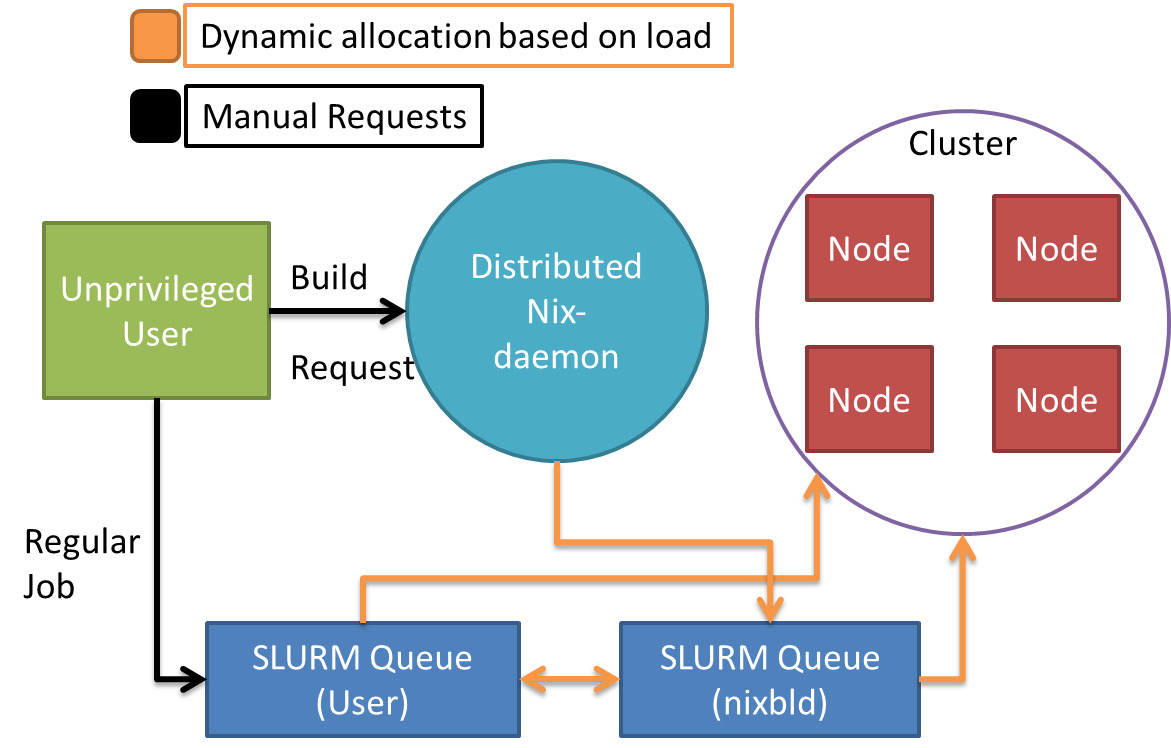 Dynamic allocation based on load
Manual Requests
Cluster
Node
Node
Unprivileged
User
Build
Request
Distributed
Nix-
daemon
Node
Node
Regular
Job
SLURM Queue
(User)
SLURM Queue
(nixbld)